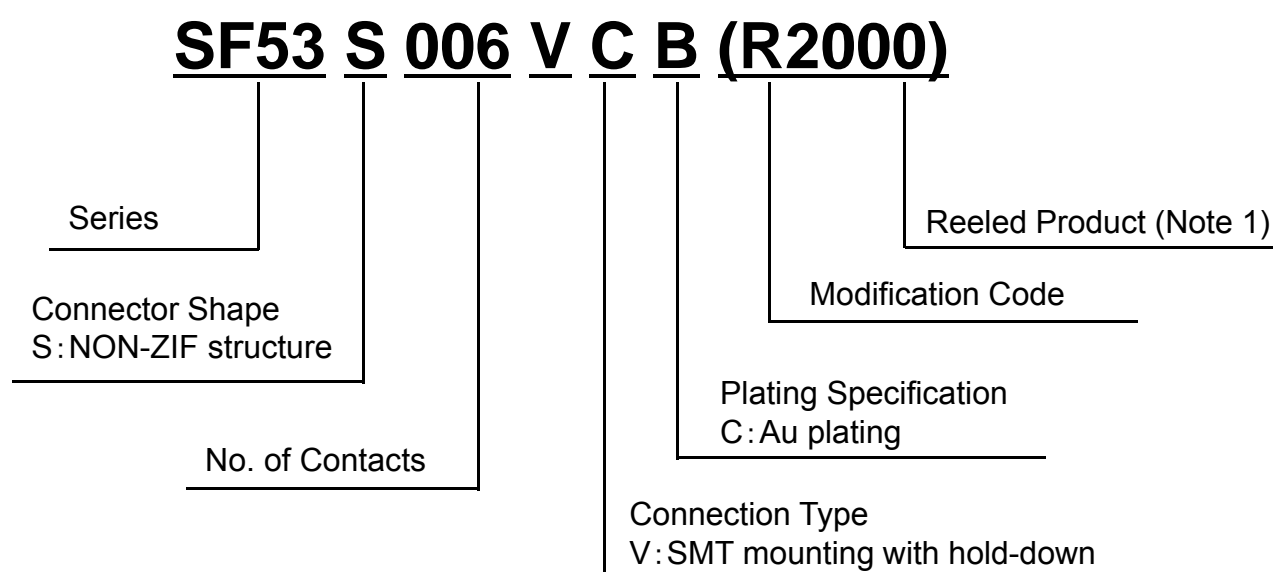 SF53 S 006 V C B (R2000)
Series
Reeled Product (Note 1)
Modification Code
Connector Shape
S:NON-ZIF structure
Plating Specification
C:Au plating
No. of Contacts
Connection Type
V:SMT mounting with hold-down